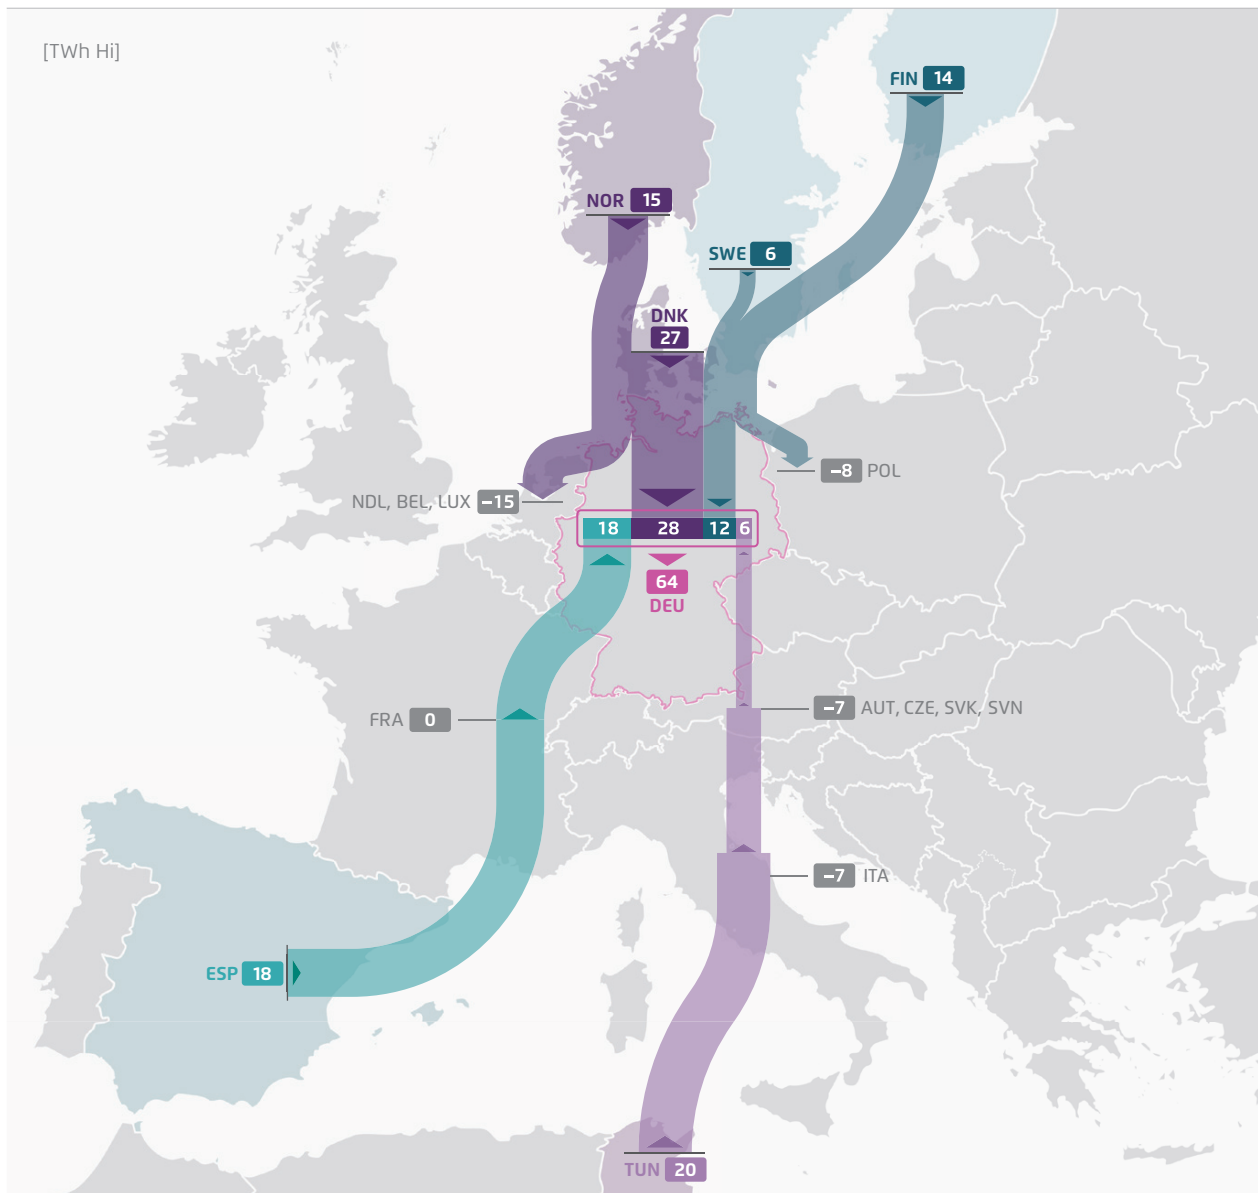 [TWh Hi]
FIN 14
NOR 15
SWE 6
DNK
27
−8 POL
NDL, BEL, LUX −15
18 28 12 6
64
DEU
FRA 0
−7 AUT, CZE, SVK, SVN
−7 ITA
ESP 18
TUN 20